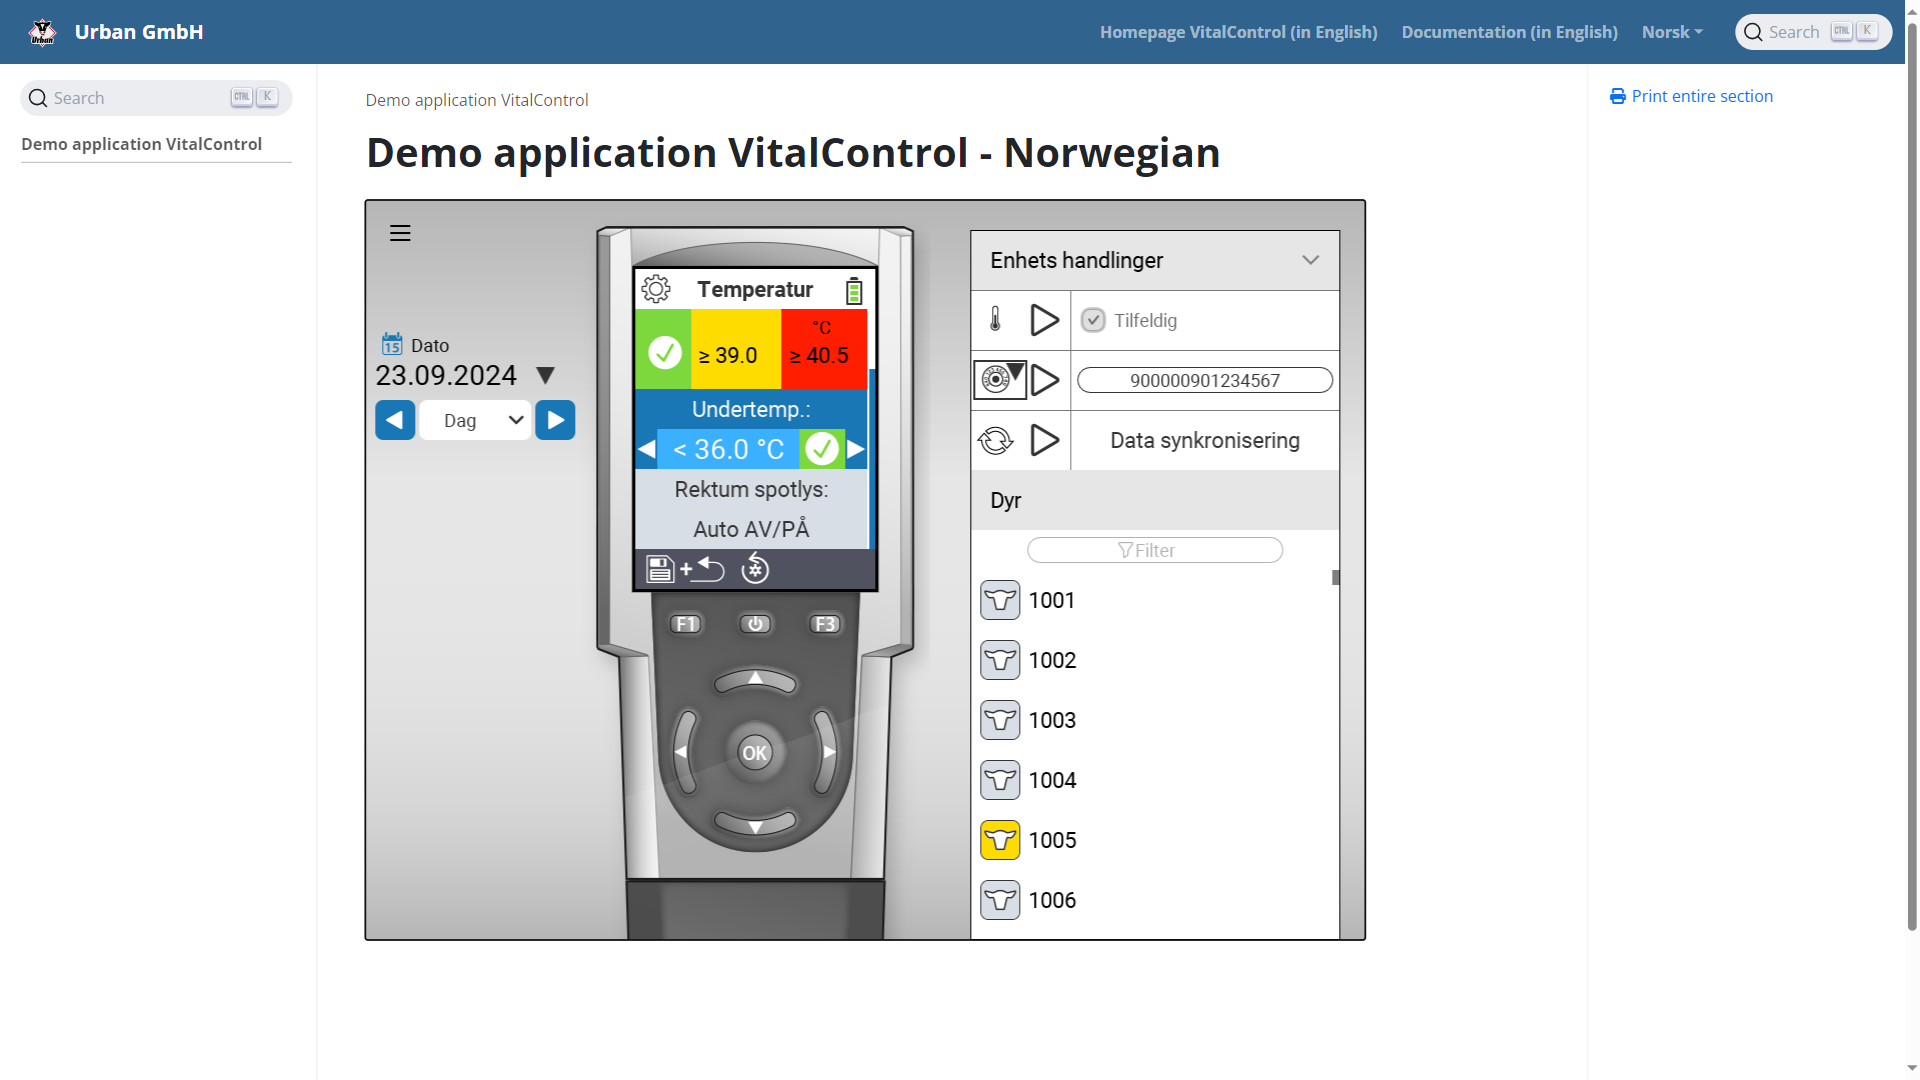 Urban GmbH
Homepage VitalControl (in English)
Documentation (in English)
Norsk
Search CTRL K
Search CTRL K
Demo application VitalControl
Demo application VitalControl
Print entire section
Demo application VitalControl - Norwegian
15 Dato
23.09.2024
Dag
Temperatur
°C
≥ 39.0 ≥ 40.5
Undertemp.:
< 36.0 °C
Rektum spotlys:
Auto AV/PÅ
+
F1 F3
OK
Enhets handlinger
Tilfeldig
900000901234567
Data synkronisering
Dyr
Filter
1001
1002
1003
1004
1005
1006